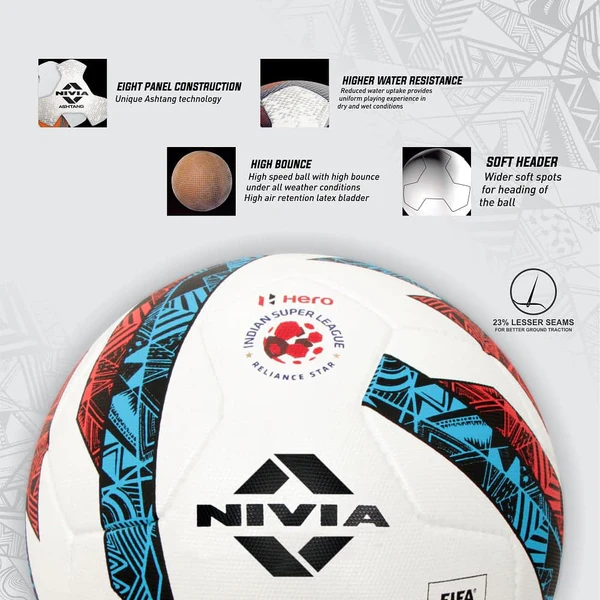 NIVIA
ASHTANG
EIGHT PANEL CONSTRUCTION
Unique Ashtang technology
HIGHER WATER RESISTANCE
Reduced water uptake provides
uniform playing experience in
dry and wet conditions
HIGH BOUNCE
High speed ball with high bounce
under all weather conditions
High air retention latex bladder
SOFT HEADER
Wider soft spots
for heading of
the ball
23% LESSER SEAMS
FOR BETTER GROUND TRACTION
Hero
INDIAN SUPER LEAGUE
RELIANCE STAR
NIVIA
FIFA